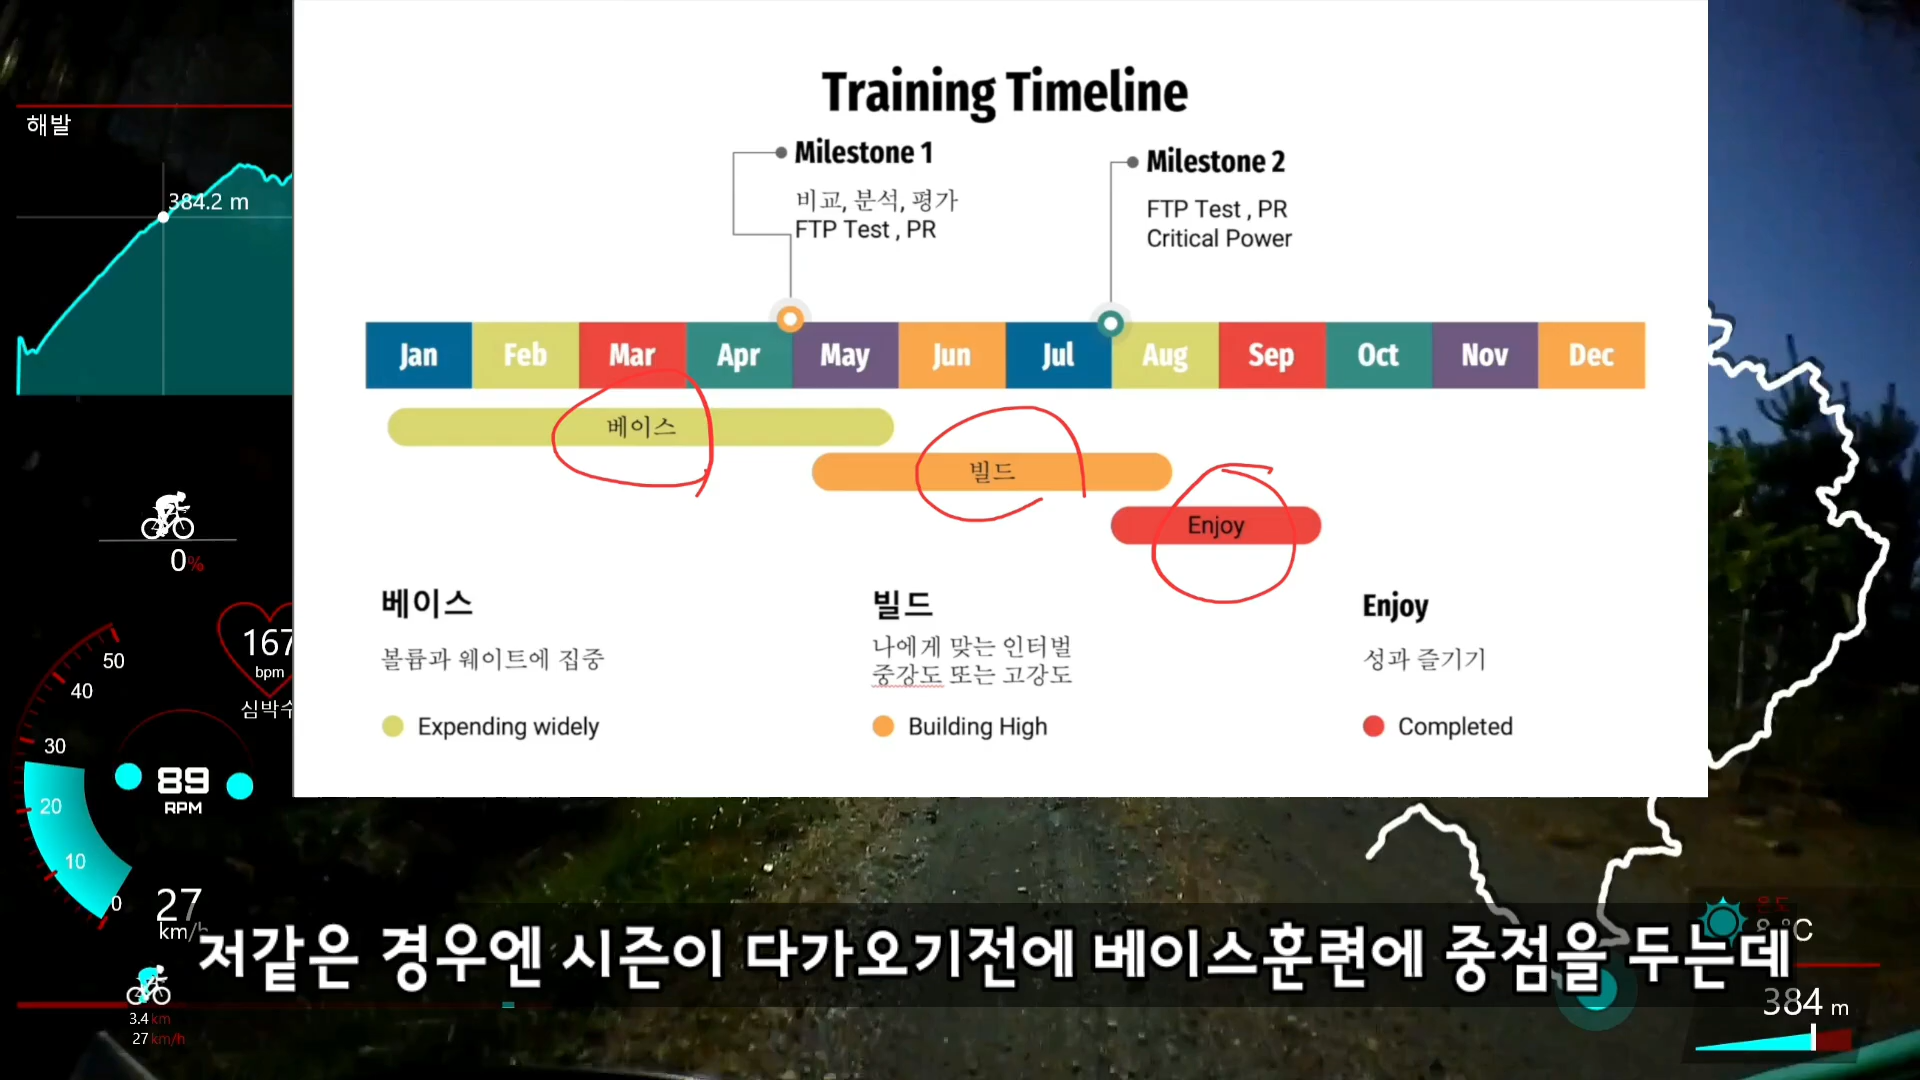 Training Timeline
Milestone 1
비교, 분석, 평가
FTP Test , PR
Milestone 2
FTP Test , PR
Critical Power
Jan Feb Mar Apr May Jun Jul Aug Sep Oct Nov Dec
베이스
빌드
Enjoy
베이스
볼륨과 웨이트에 집중
Expending widely
빌드
나에게 맞는 인터벌
중강도 또는 고강도
Building High
Enjoy
성과 즐기기
Completed
해발
384.2 m
0%
167
bpm
심박수
50
40
30
20
10
0
89
RPM
27
km/h
3.4 km
27 km/h
저같은 경우엔 시즌이 다가오기전에 베이스훈련에 중점을 두는데
°C
384 m